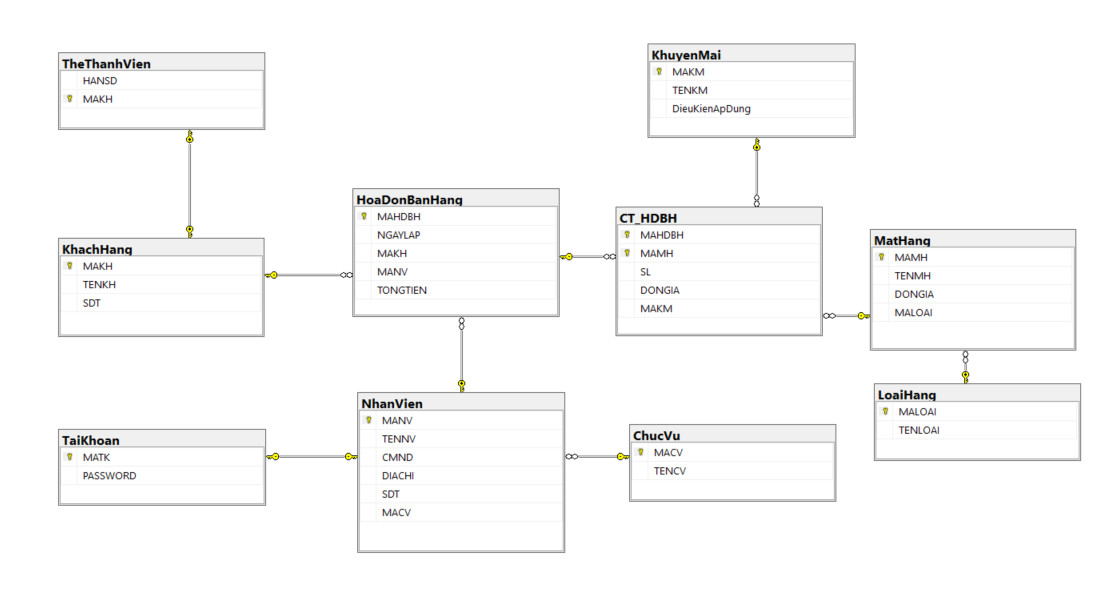 TheThanhVien
HANSD
MAKH
KhuyenMai
MAKM
TENKM
DieuKienApDung
HoaDonBanHang
MAHDBH
NGAYLAP
MAKH
MANV
TONGTIEN
CT_HDBH
MAHDBH
MAMH
SL
DONGIA
MAKM
KhachHang
MAKH
TENKH
SDT
MatHang
MAMH
TENMH
DONGIA
MALOAI
LoaiHang
MALOAI
TENLOAI
NhanVien
MANV
TENNV
CMND
DIACHI
SDT
MACV
TaiKhoan
MATK
PASSWORD
ChucVu
MACV
TENCV